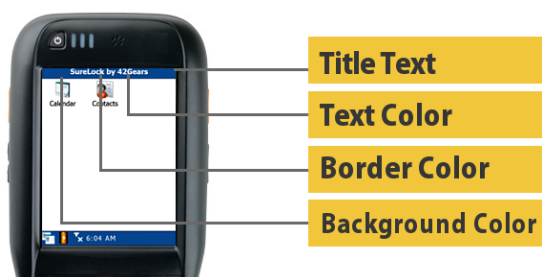 SureLock by 42Gears
Calendar Contacts
6:04 AM
Title Text
Text Color
Border Color
Background Color